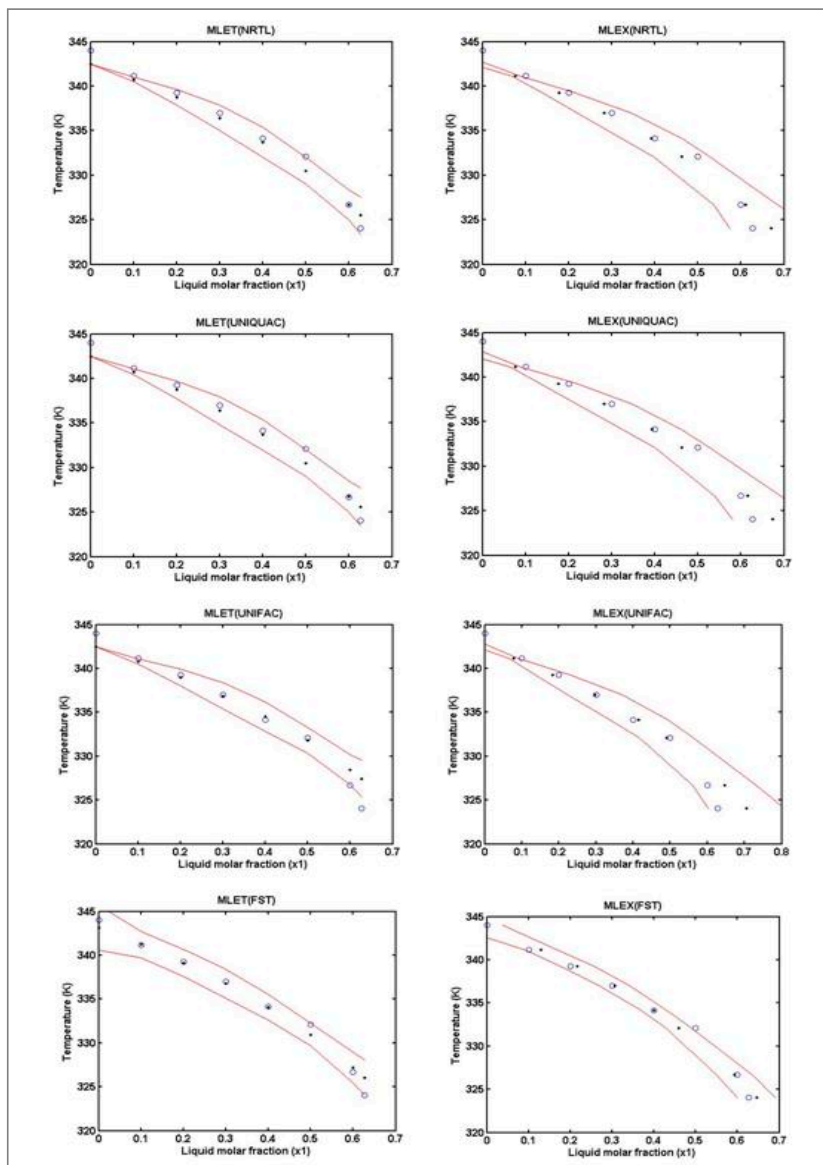 MLET(NRTL)
345
340
335
330
325
320
Temperature (K)
0 0.1 0.2 0.3 0.4 0.5 0.6 0.7
Liquid molar fraction (x1)
MLEX(NRTL)
345
340
335
330
325
320
Temperature (K)
0 0.1 0.2 0.3 0.4 0.5 0.6 0.7
Liquid molar fraction (x1)
MLET(UNIQUAC)
345
340
335
330
325
320
Temperature (K)
0 0.1 0.2 0.3 0.4 0.5 0.6 0.7
Liquid molar fraction (x1)
MLEX(UNIQUAC)
345
340
335
330
325
320
Temperature (K)
0 0.1 0.2 0.3 0.4 0.5 0.6 0.7
Liquid molar fraction (x1)
MLET(UNIFAC)
345
340
335
330
325
320
Temperature (K)
0 0.1 0.2 0.3 0.4 0.5 0.6 0.7
Liquid molar fraction (x1)
MLEX(UNIFAC)
345
340
335
330
325
320
Temperature (K)
0 0.1 0.2 0.3 0.4 0.5 0.6 0.7 0.8
Liquid molar fraction (x1)
MLET(FST)
345
340
335
330
325
320
Temperature (K)
0 0.1 0.2 0.3 0.4 0.5 0.6 0.7
Liquid molar fraction (x1)
MLEX(FST)
345
340
335
330
325
320
Temperature (K)
0 0.1 0.2 0.3 0.4 0.5 0.6 0.7
Liquid molar fraction (x1)